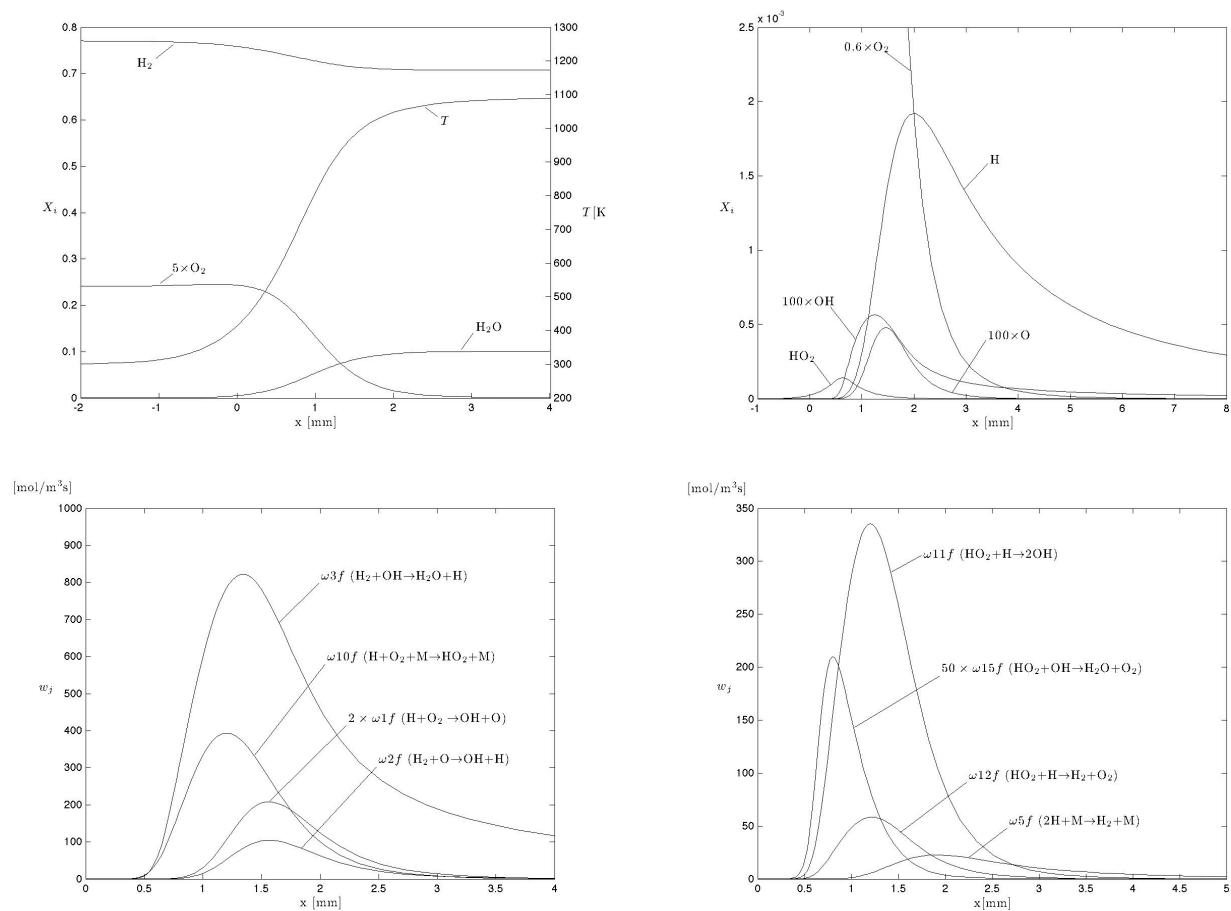 0.8
0.7
0.6
0.5
0.4
0.3
0.2
0.1
0
X_i
1300
1200
1100
1000
900
800
700
600
500
400
300
200
T [K
H₂
T
5×O₂
H₂O
-2 -1 0 1 2 3 4
x [mm]
x 10⁻³
2.5
2
1.5
1
0.5
0
X_i
0.6×O₂
H
100×OH
HO₂
100×O
-1 0 1 2 3 4 5 6 7 8
x [mm]
[mol/m³s]
1000
900
800
700
600
500
400
300
200
100
0
w_j
ω3f (H₂+OH→H₂O+H)
ω10f (H+O₂+M→HO₂+M)
2 × ω1f (H+O₂ →OH+O)
ω2f (H₂+O→OH+H)
0 0.5 1 1.5 2 2.5 3 3.5 4
x [mm]
[mol/m³s]
350
300
250
200
150
100
50
0
w_j
ω11f (HO₂+H→2OH)
50 × ω15f (HO₂+OH→H₂O+O₂)
ω12f (HO₂+H→H₂+O₂)
ω5f (2H+M→H₂+M)
0 0.5 1 1.5 2 2.5 3 3.5 4 4.5 5
x[mm]